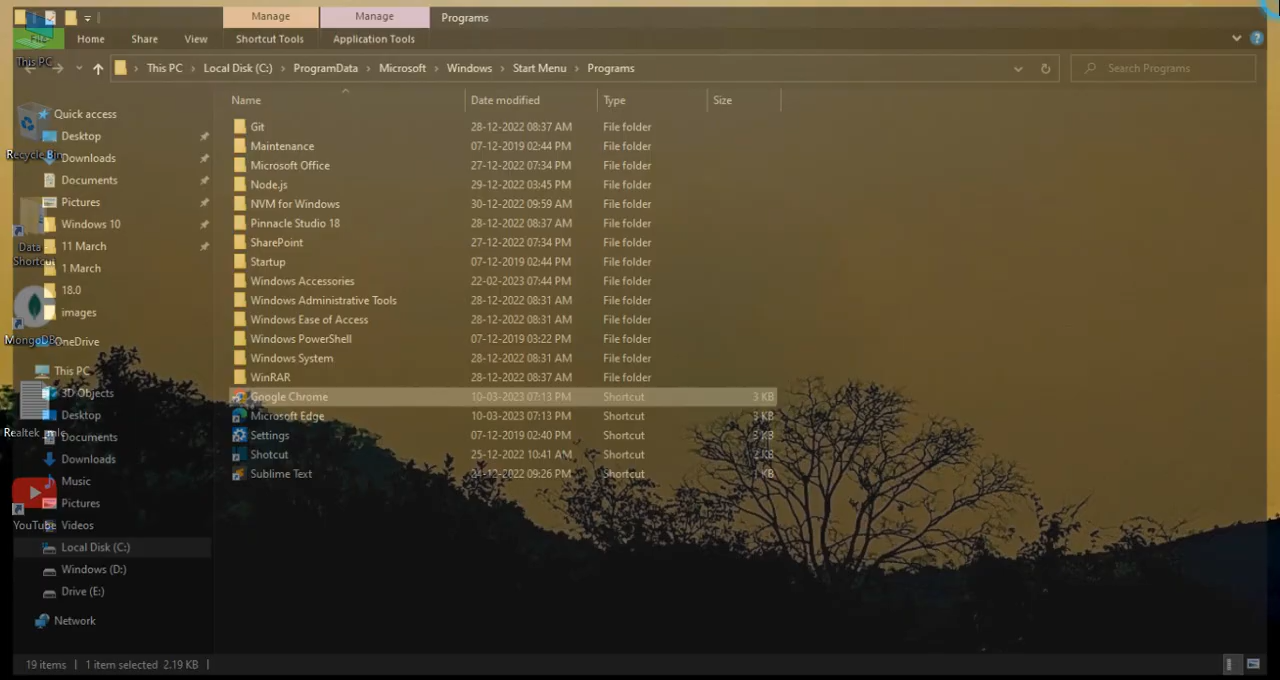 Manage Manage Programs
File Home Share View Shortcut Tools Application Tools
This PC Local Disk (C:) ProgramData Microsoft Windows Start Menu Programs Search Programs
Name Date modified Type Size
Git 28-12-2022 08:37 AM File folder
Maintenance 07-12-2019 02:44 PM File folder
Microsoft Office 27-12-2022 07:34 PM File folder
Node.js 29-12-2022 03:45 PM File folder
NVM for Windows 30-12-2022 09:59 AM File folder
Pinnacle Studio 18 28-12-2022 08:37 AM File folder
SharePoint 27-12-2022 07:34 PM File folder
Startup 07-12-2019 02:44 PM File folder
Windows Accessories 22-02-2023 07:44 PM File folder
Windows Administrative Tools 28-12-2022 08:31 AM File folder
Windows Ease of Access 28-12-2022 08:31 AM File folder
Windows PowerShell 07-12-2019 03:22 PM File folder
Windows System 28-12-2022 08:31 AM File folder
WinRAR 28-12-2022 08:37 AM File folder
Google Chrome 10-03-2023 07:13 PM Shortcut 3 KB
Microsoft Edge 10-03-2023 07:13 PM Shortcut 3 KB
Settings 07-12-2019 02:40 PM Shortcut 3 KB
Shotcut 25-12-2022 10:41 AM Shortcut 2 KB
Sublime Text 24-12-2022 09:26 PM Shortcut 1 KB
Quick access
Desktop
Downloads
Documents
Pictures
Windows 10
11 March
1 March
18.0
images
OneDrive
This PC
3D Objects
Desktop
Documents
Downloads
Music
Pictures
Videos
Local Disk (C:)
Windows (D:)
Drive (E:)
Network
This PC
Recycle Bin
Data -
Shortcut
MongoDB
Realtek
YouTube
19 items 1 item selected 2.19 KB